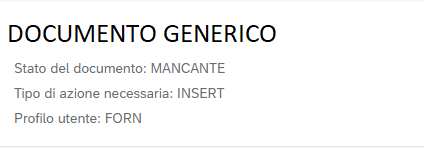 DOCUMENTO GENERICO
Stato del documento: MANCANTE
Tipo di azione necessaria: INSERT
Profilo utente: FORN